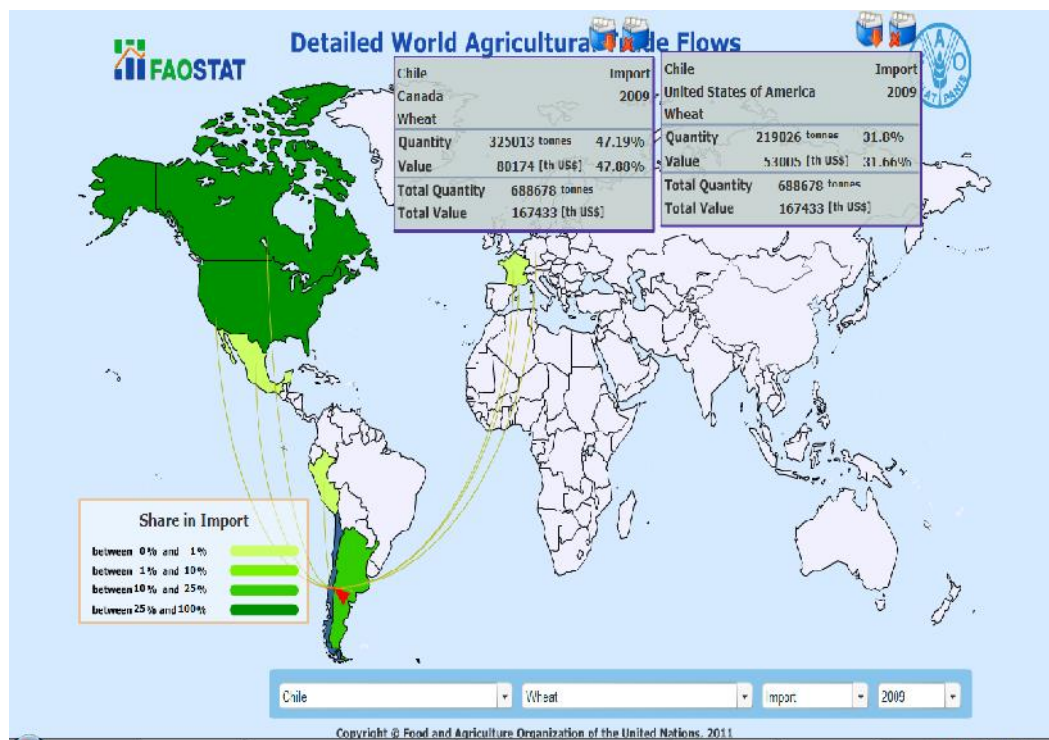 FAOSTAT
Detailed World Agricultura de Flows
Chile Import
Canada 2009
Wheat
Quantity 325013 tonnes 47.19%
Value 80174 [th US$] 47.88%
Total Quantity 688678 tonnes
Total Value 167433 [th US$]
Chile Import
United States of America 2009
Wheat
Quantity 219026 tonnes 31.8%
Value 53005 [th US$] 31.66%
Total Quantity 688678 tonnes
Total Value 167433 [th US$]
Share in Import
between 0% and 1%
between 1% and 10%
between 10% and 25%
between 25% and 100%
Chile Wheat Import 2009
Copyright © Food and Agriculture Organization of the United Nations, 2011